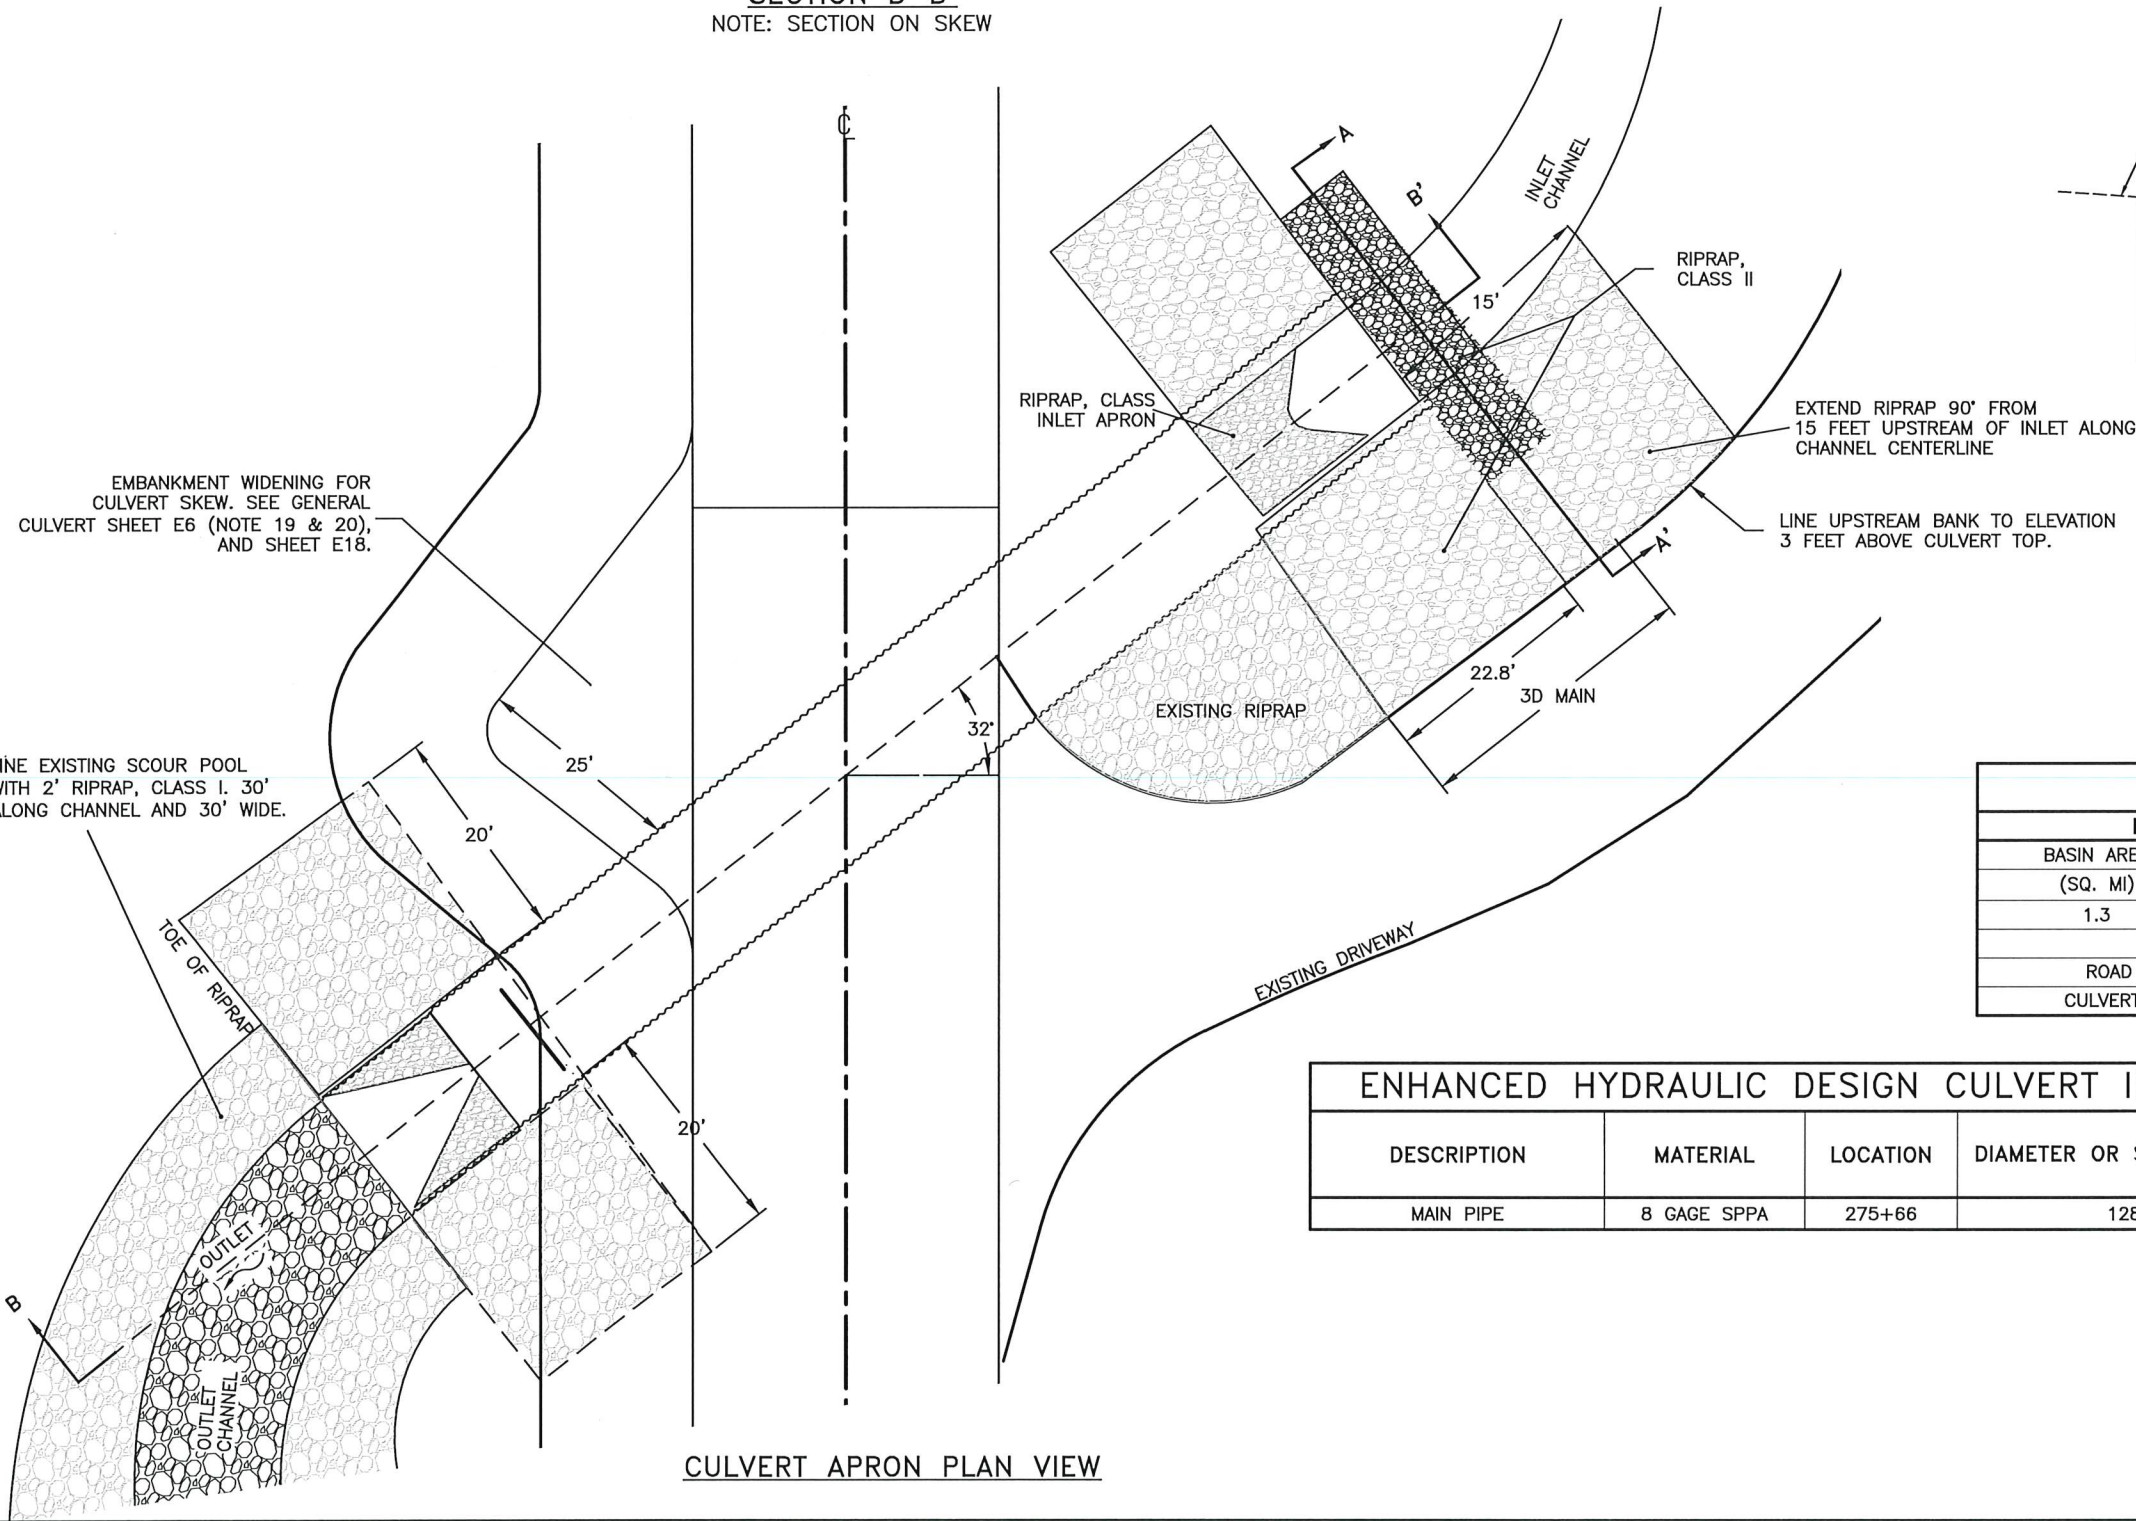 SECTION B-B'
NOTE: SECTION ON SKEW
℄
A
B'
INLET
CHANNEL
15'
RIPRAP,
CLASS II
RIPRAP, CLASS
INLET APRON
EXTEND RIPRAP 90° FROM
15 FEET UPSTREAM OF INLET ALONG
CHANNEL CENTERLINE
EMBANKMENT WIDENING FOR
CULVERT SKEW. SEE GENERAL
CULVERT SHEET E6 (NOTE 19 & 20),
AND SHEET E18.
LINE UPSTREAM BANK TO ELEVATION
3 FEET ABOVE CULVERT TOP.
A'
22.8'
3D MAIN
EXISTING RIPRAP
32°
25'
INE EXISTING SCOUR POOL
WITH 2' RIPRAP, CLASS I. 30'
ALONG CHANNEL AND 30' WIDE.
20'
TOE OF RIPRAP
EXISTING DRIVEWAY
BASIN ARE
(SQ. MI)
1.3
ROAD
CULVERT
20'
ENHANCED HYDRAULIC DESIGN CULVERT I
DESCRIPTION MATERIAL LOCATION DIAMETER OR S
MAIN PIPE 8 GAGE SPPA 275+66 128
OUTLET
B
OUTLET
CHANNEL
CULVERT APRON PLAN VIEW